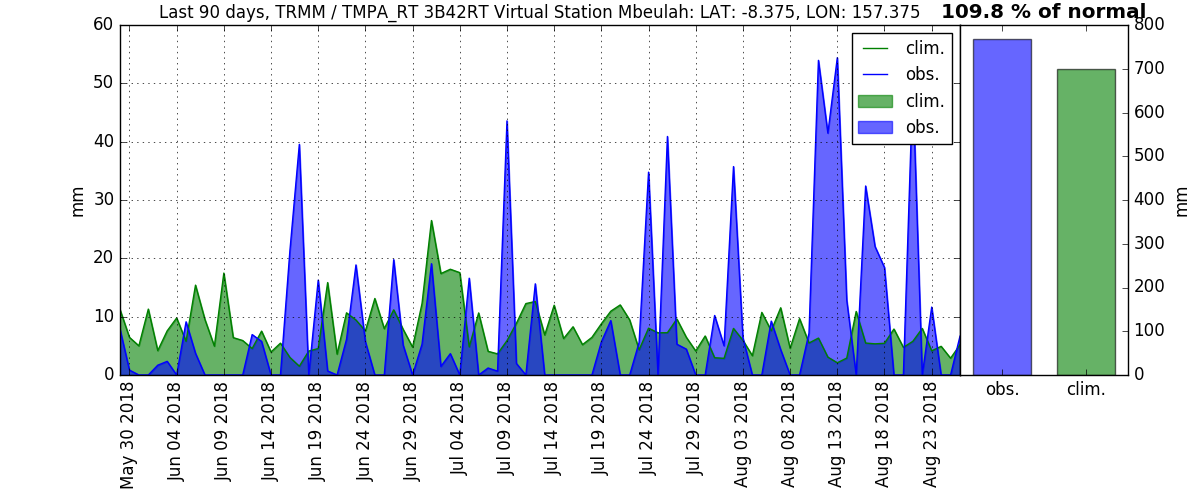 Last 90 days, TRMM / TMPA_RT 3B42RT Virtual Station Mbeulah: LAT: -8.375, LON: 157.375
109.8 % of normal
60
50
40
30
20
10
0
mm
clim.
obs.
clim.
obs.
May 30 2018
Jun 04 2018
Jun 09 2018
Jun 14 2018
Jun 19 2018
Jun 24 2018
Jun 29 2018
Jul 04 2018
Jul 09 2018
Jul 14 2018
Jul 19 2018
Jul 24 2018
Jul 29 2018
Aug 03 2018
Aug 08 2018
Aug 13 2018
Aug 18 2018
Aug 23 2018
800
700
600
500
400
300
200
100
0
mm
obs.
clim.